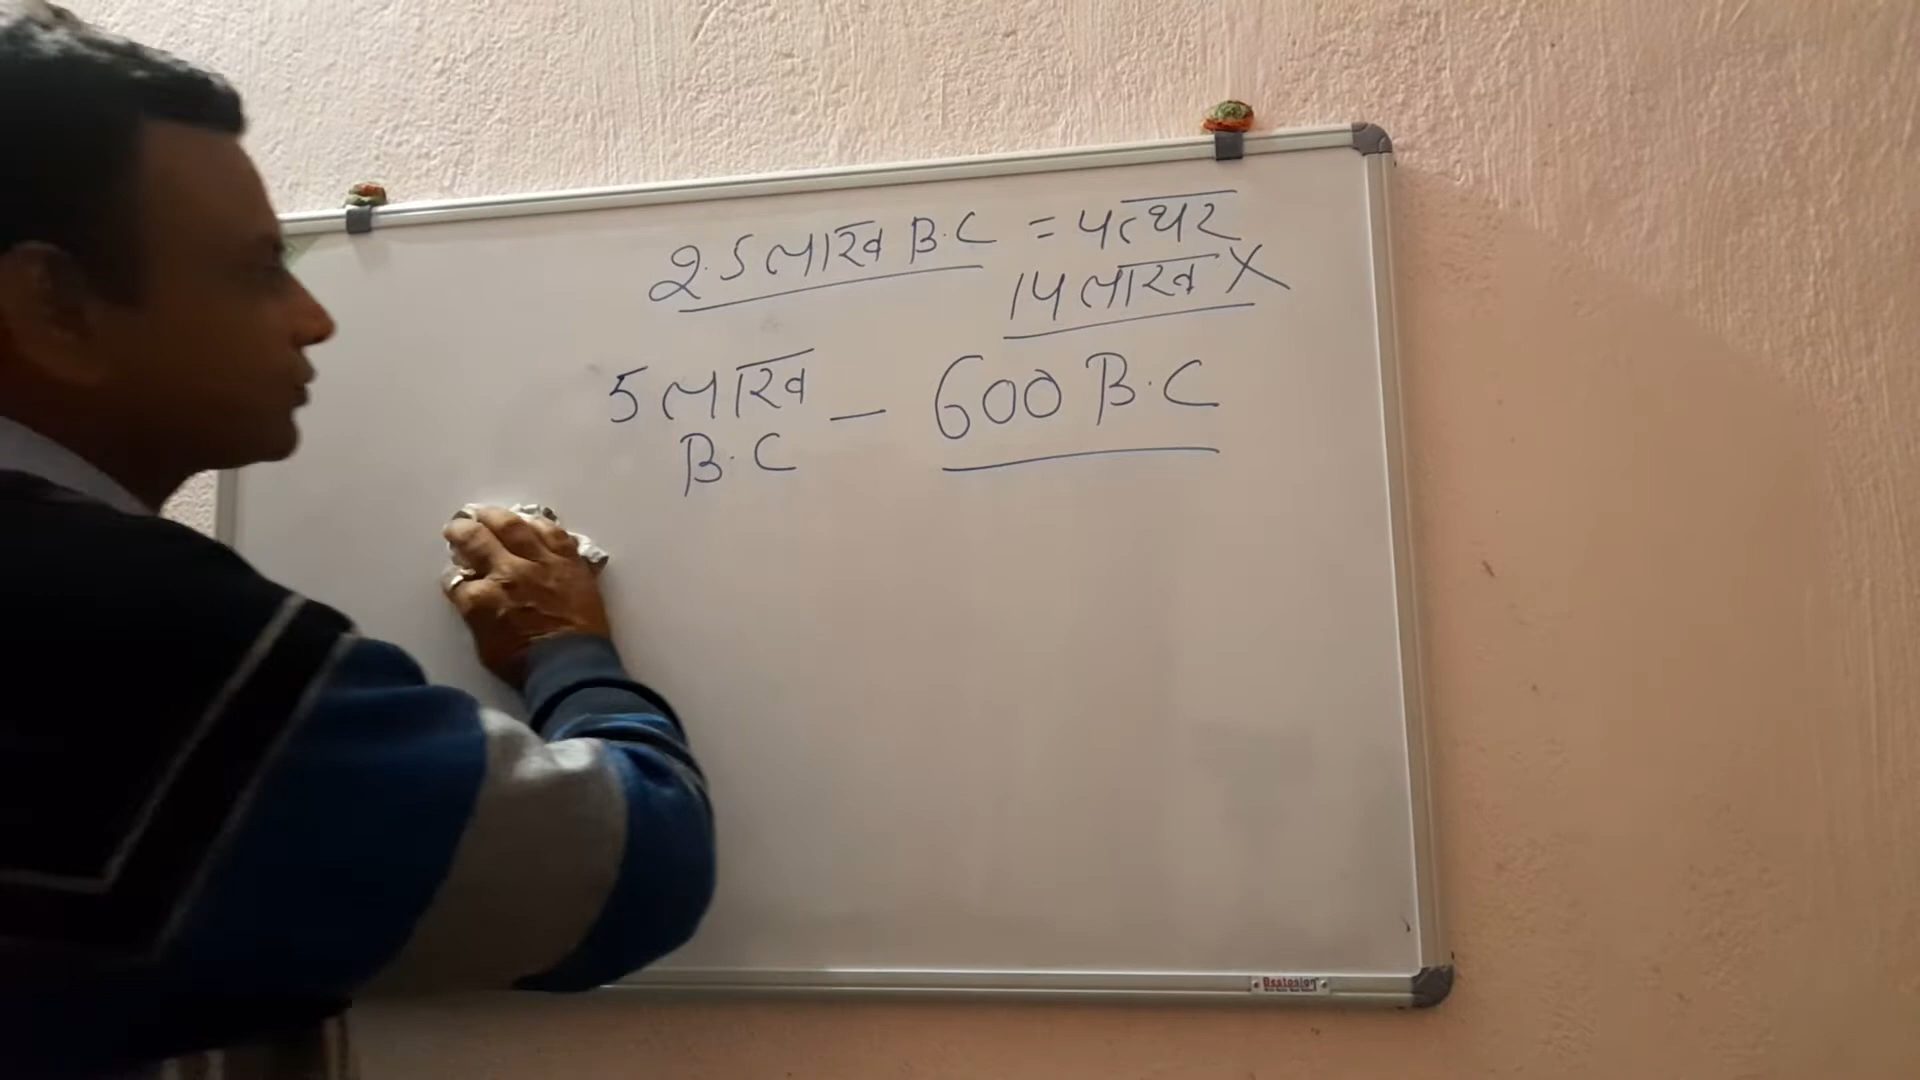 2.5 लाख B.C = पत्थर
14 लाख X
5 लाख — 600 B.C
B.C